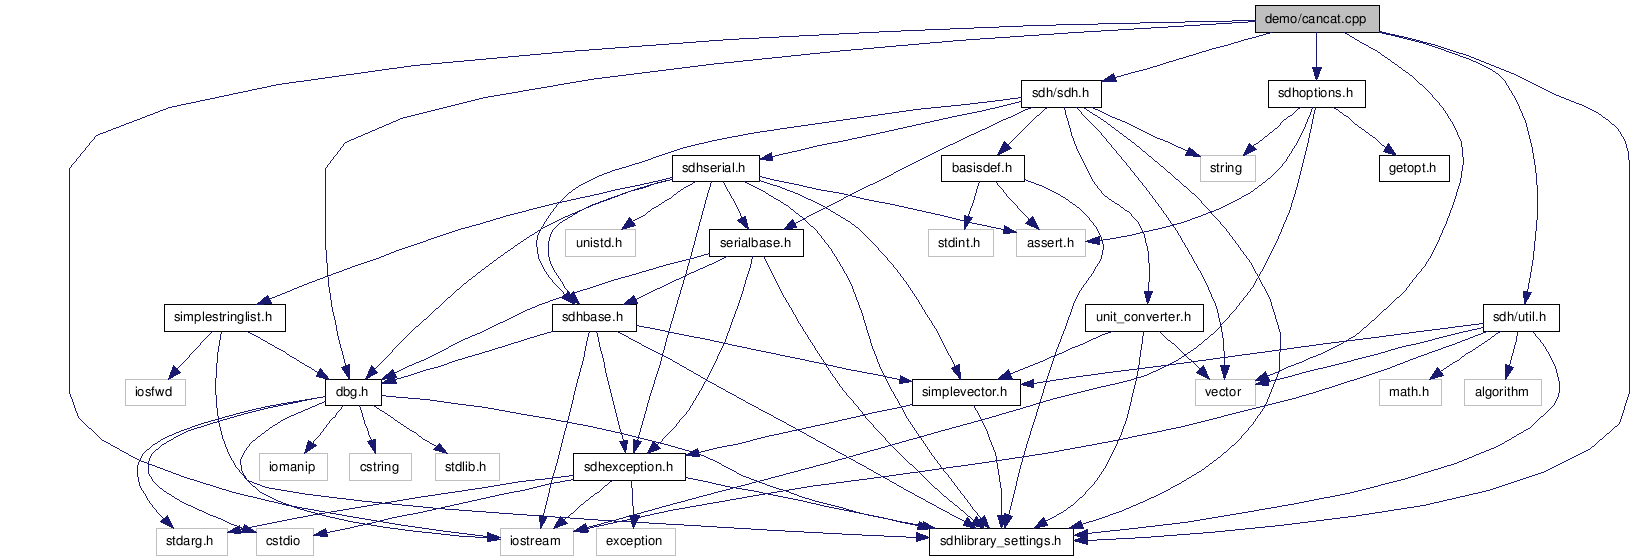 demo/cancat.cpp
sdh/sdh.h
sdhoptions.h
sdhserial.h
basisdef.h
string
getopt.h
unistd.h
serialbase.h
stdint.h
assert.h
simplestringlist.h
sdhbase.h
unit_converter.h
sdh/util.h
iosfwd
dbg.h
simplevector.h
vector
math.h
algorithm
iomanip
cstring
stdlib.h
sdhexception.h
stdarg.h
cstdio
iostream
exception
sdhlibrary_settings.h